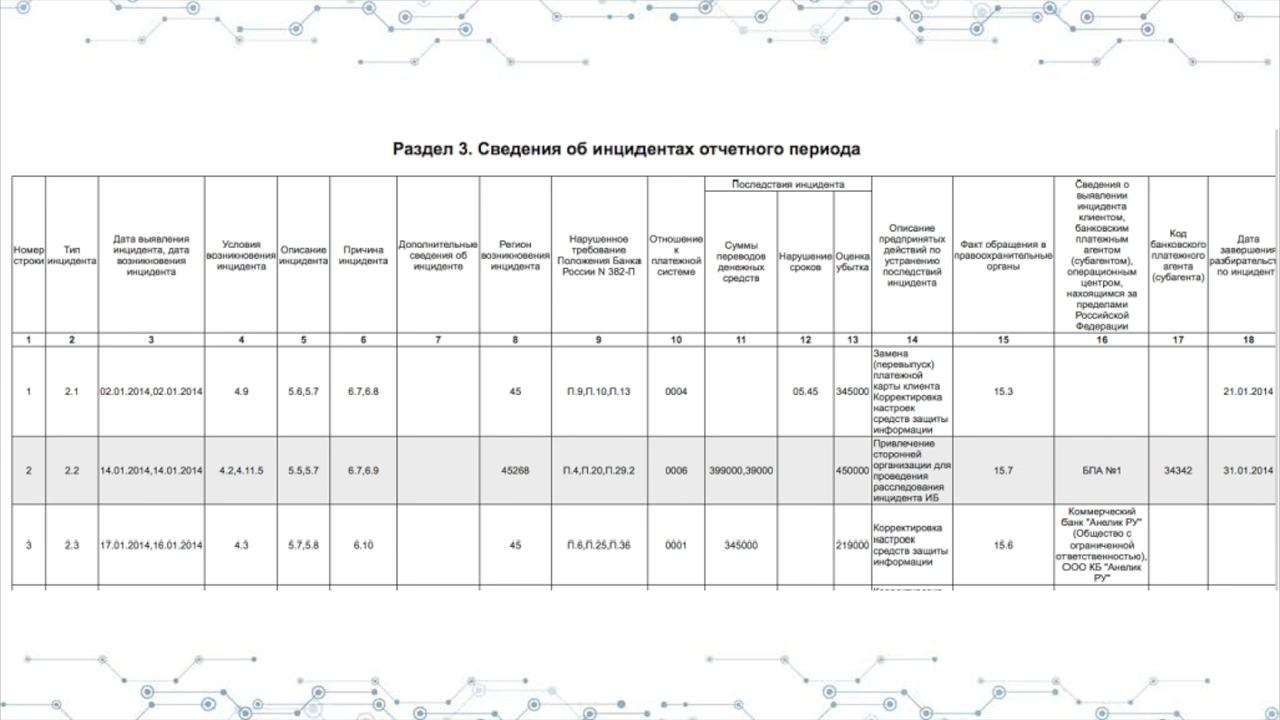 Раздел 3. Сведения об инцидентах отчетного периода
Номер строки
Тип инцидента
Дата выявления инцидента, дата возникновения инцидента
Условия возникновения инцидента
Описание инцидента
Причина инцидента
Дополнительные сведения об инциденте
Регион возникновения инцидента
Нарушенное требование Положения Банка России N 382-П
Отношение к платежной системе
Последствия инцидента
Суммы переводов денежных средств
Нарушение сроков
Оценка убытка
Описание предпринятых действий по устранению последствий инцидента
Факт обращения в правоохранительные органы
Сведения о выявлении инцидента клиентом, банковским платежным агентом (субагентом), операционным центром, нахоящимся за пределами Российской Федерации
Код банковского платежного агента (субагента)
Дата завершения разбирательст по инцидент
1 2 3 4 5 6 7 8 9 10 11 12 13 14 15 16 17 18
1 2.1 02.01.2014,02.01.2014 4.9 5.6,5.7 6.7,6.8 45 П.9,П.10,П.13 0004 05.45 345000 Замена (перевыпуск) платежной карты клиента Корректировка настроек средств защиты информации 15.3 21.01.2014
2 2.2 14.01.2014,14.01.2014 4.2,4.11.5 5.5,5.7 6.7,6.9 45268 П.4,П.20,П.29.2 0006 399000,39000 450000 Привлечение сторонней организации для проведения расследования инцидента ИБ 15.7 БПА №1 34342 31.01.2014
3 2.3 17.01.2014,16.01.2014 4.3 5.7,5.8 6.10 45 П.6,П.25,П.36 0001 345000 219000 Корректировка настроек средств защиты информации 15.6 Коммерческий банк "Анелик РУ" (Общество с ограниченной ответственностью), ООО КБ "Анелик РУ"